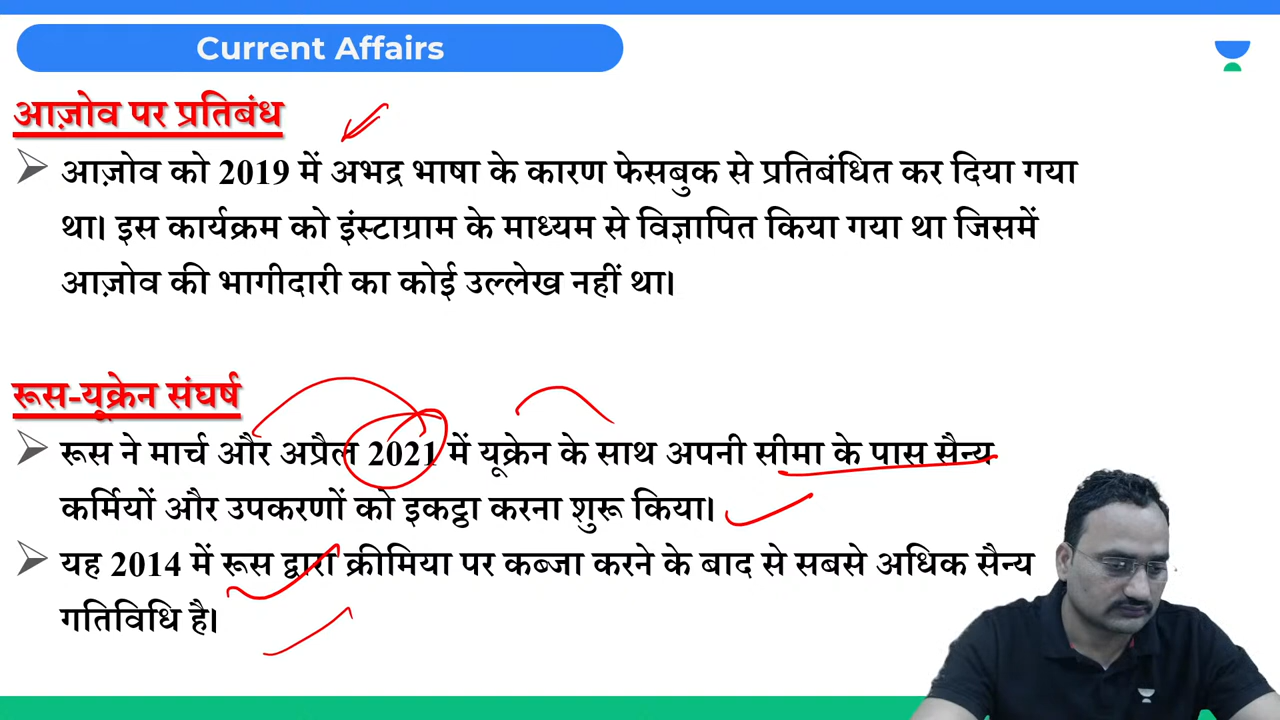 Current Affairs
आज़ोव पर प्रतिबंध
आज़ोव को 2019 में अभद्र भाषा के कारण फेसबुक से प्रतिबंधित कर दिया गया
था। इस कार्यक्रम को इंस्टाग्राम के माध्यम से विज्ञापित किया गया था जिसमें
आज़ोव की भागीदारी का कोई उल्लेख नहीं था।
रूस-यूक्रेन संघर्ष
रूस ने मार्च और अप्रैल 2021 में यूक्रेन के साथ अपनी सीमा के पास सैन्य
कर्मियों और उपकरणों को इकट्ठा करना शुरू किया।
यह 2014 में रूस द्वारा क्रीमिया पर कब्जा करने के बाद से सबसे अधिक सैन्य
गतिविधि है।